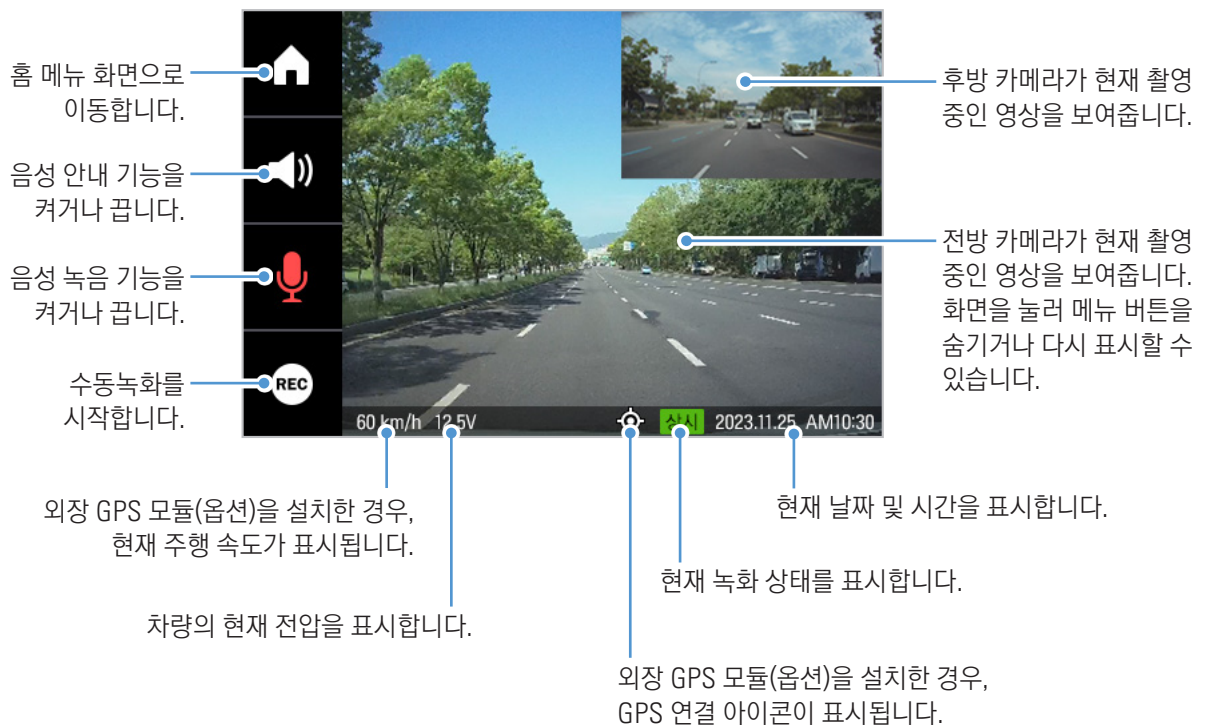 홈 메뉴 화면으로
이동합니다.
음성 안내 기능을
켜거나 끕니다.
음성 녹음 기능을
켜거나 끕니다.
수동녹화를
시작합니다.
REC
후방 카메라가 현재 촬영
중인 영상을 보여줍니다.
전방 카메라가 현재 촬영
중인 영상을 보여줍니다.
화면을 눌러 메뉴 버튼을
숨기거나 다시 표시할 수
있습니다.
60 km/h 12.5V 상시 2023.11.25 AM10:30
외장 GPS 모듈(옵션)을 설치한 경우,
현재 주행 속도가 표시됩니다.
차량의 현재 전압을 표시합니다.
현재 날짜 및 시간을 표시합니다.
현재 녹화 상태를 표시합니다.
외장 GPS 모듈(옵션)을 설치한 경우,
GPS 연결 아이콘이 표시됩니다.